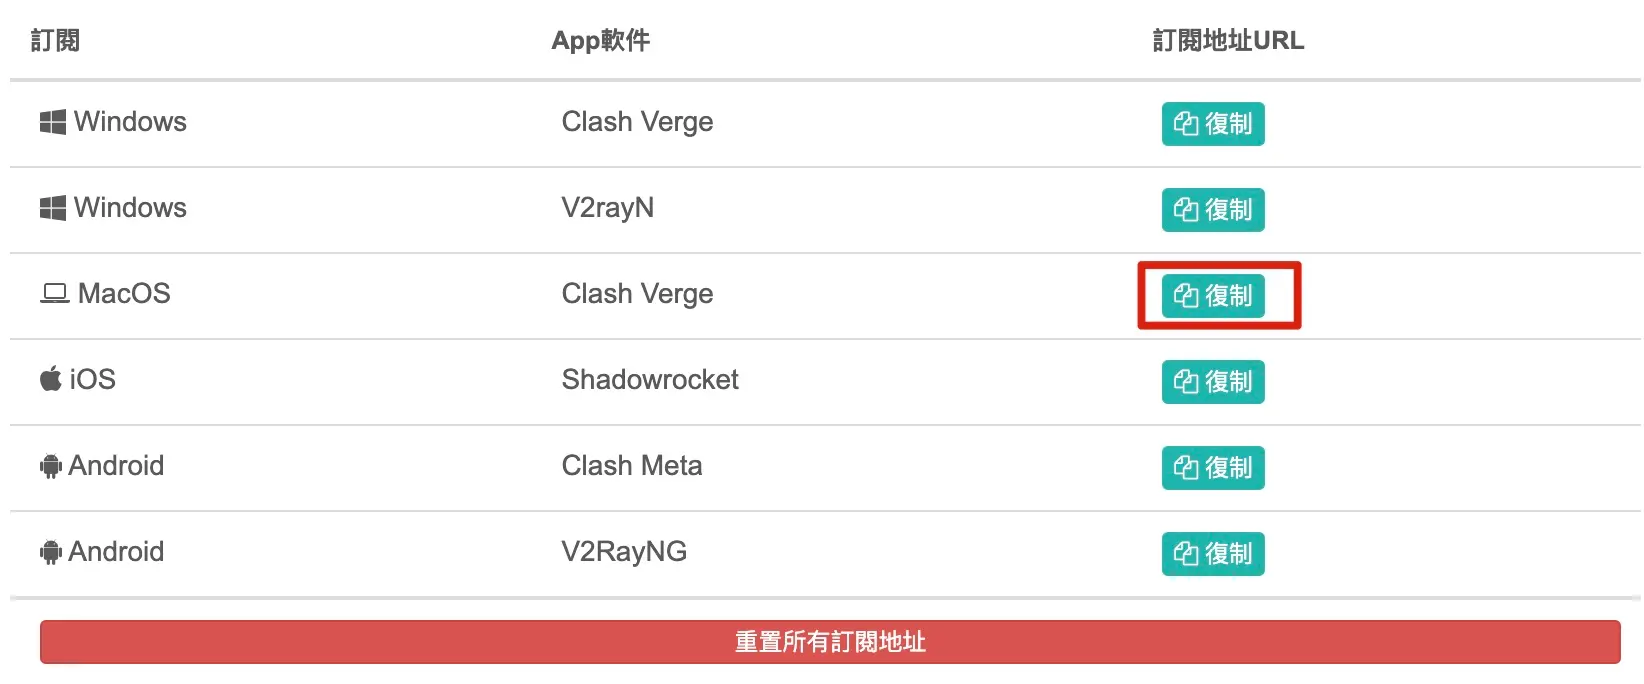 訂閱 App軟件 訂閱地址URL
Windows Clash Verge 復制
Windows V2rayN 復制
MacOS Clash Verge 復制
iOS Shadowrocket 復制
Android Clash Meta 復制
Android V2RayNG 復制
重置所有訂閱地址